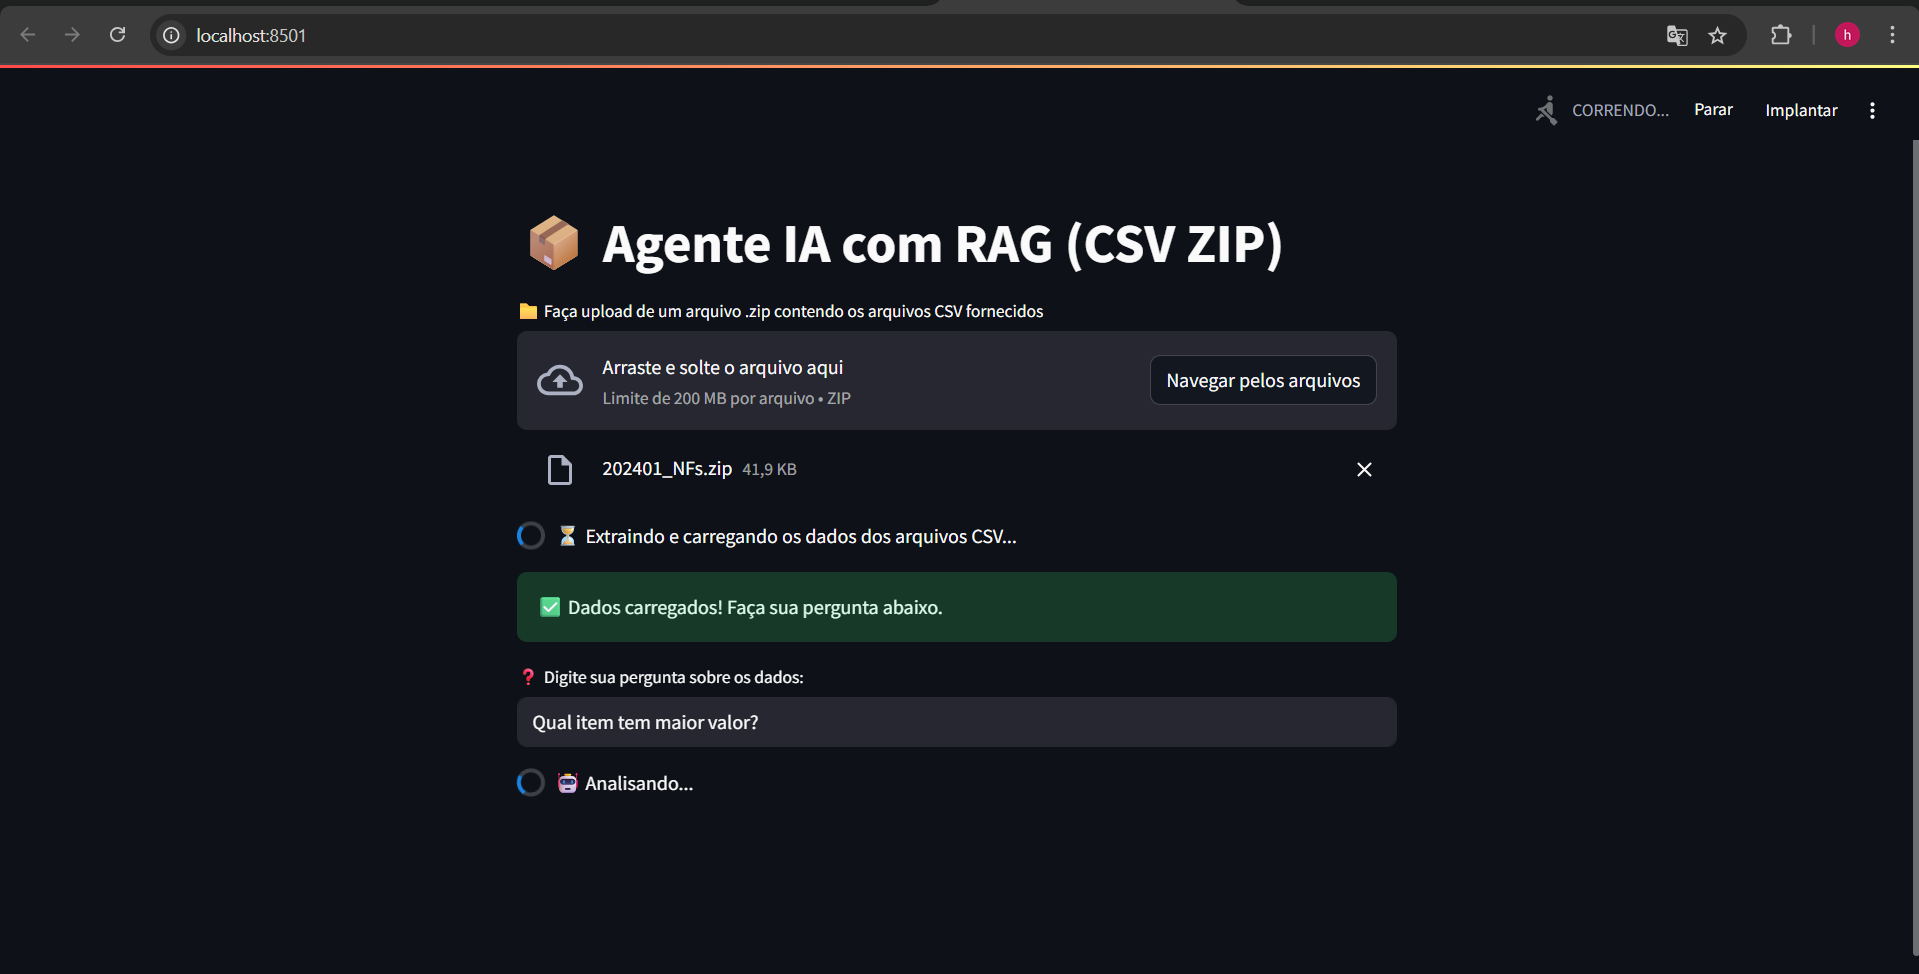 localhost:8501
h
CORRENDO... Parar Implantar
Agente IA com RAG (CSV ZIP)
Faça upload de um arquivo .zip contendo os arquivos CSV fornecidos
Arraste e solte o arquivo aqui
Limite de 200 MB por arquivo • ZIP
Navegar pelos arquivos
202401_NFs.zip 41,9 KB
Extraindo e carregando os dados dos arquivos CSV...
Dados carregados! Faça sua pergunta abaixo.
Digite sua pergunta sobre os dados:
Qual item tem maior valor?
Analisando...